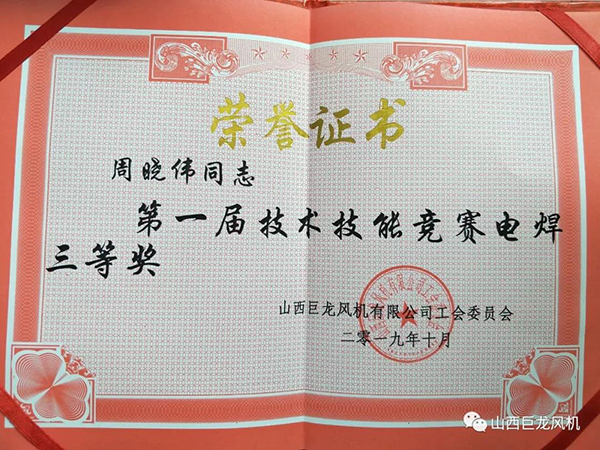 荣誉证书
周晓伟同志
第一届技术技能竞赛电焊
三等奖
山西巨龙风机有限公司工会委员会
二零一九年十月
山西巨龙风机